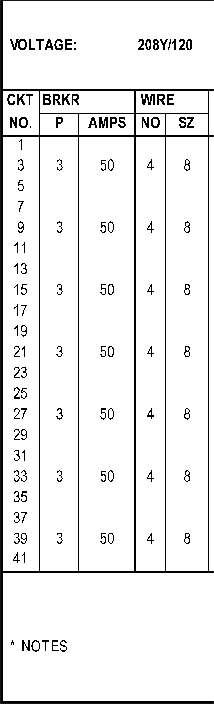 VOLTAGE: 208Y/120
CKT BRKR WIRE
NO. P AMPS NO SZ
1
3 3 50 4 8
5
7
9 3 50 4 8
11
13
15 3 50 4 8
17
19
21 3 50 4 8
23
25
27 3 50 4 8
29
31
33 3 50 4 8
35
37
39 3 50 4 8
41
* NOTES